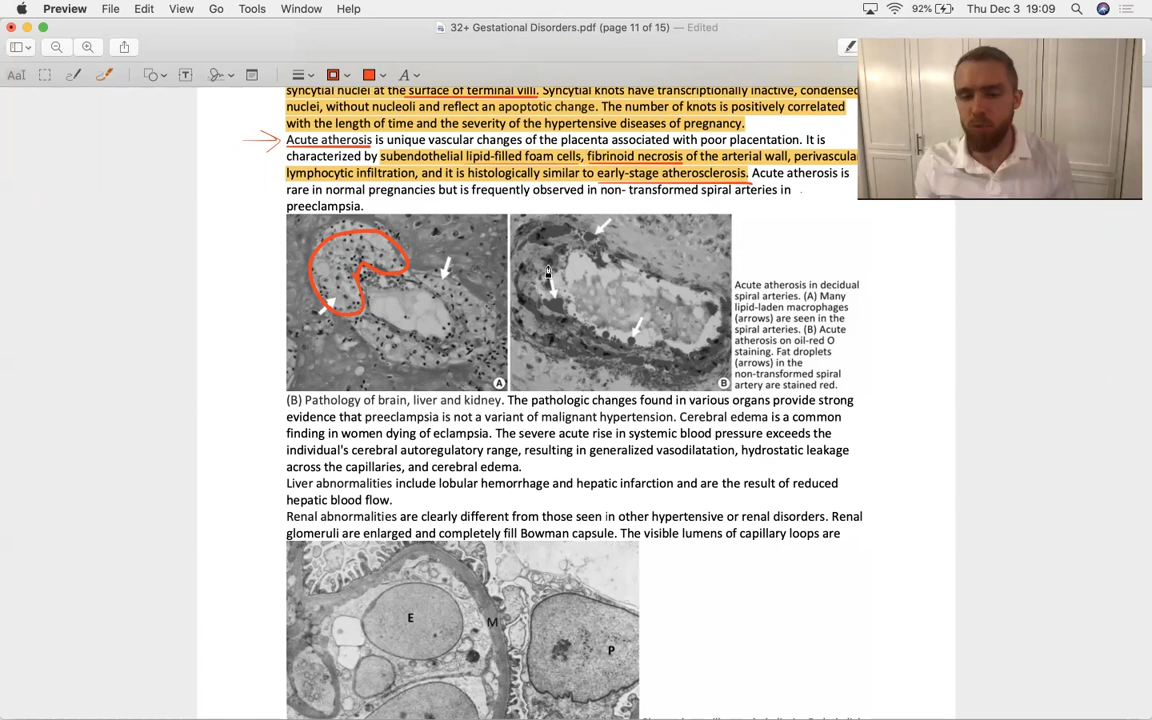 Preview File Edit View Go Tools Window Help 92% Thu Dec 3 19:09
32+ Gestational Disorders.pdf (page 11 of 15) — Edited
AaI T A
syncytial nuclei at the surface of terminal villi. Syncytial knots have transcriptionally inactive, condensed
nuclei, without nucleoli and reflect an apoptotic change. The number of knots is positively correlated
with the length of time and the severity of the hypertensive diseases of pregnancy.
Acute atherosis is unique vascular changes of the placenta associated with poor placentation. It is
characterized by subendothelial lipid-filled foam cells, fibrinoid necrosis of the arterial wall, perivascula
lymphocytic infiltration, and it is histologically similar to early-stage atherosclerosis. Acute atherosis is
rare in normal pregnancies but is frequently observed in non- transformed spiral arteries in
preeclampsia.
A
B
Acute atherosis in decidual
spiral arteries. (A) Many
lipid-laden macrophages
(arrows) are seen in the
spiral arteries. (B) Acute
atherosis on oil-red O
staining. Fat droplets
(arrows) in the
non-transformed spiral
artery are stained red.
(B) Pathology of brain, liver and kidney. The pathologic changes found in various organs provide strong
evidence that preeclampsia is not a variant of malignant hypertension. Cerebral edema is a common
finding in women dying of eclampsia. The severe acute rise in systemic blood pressure exceeds the
individual's cerebral autoregulatory range, resulting in generalized vasodilatation, hydrostatic leakage
across the capillaries, and cerebral edema.
Liver abnormalities include lobular hemorrhage and hepatic infarction and are the result of reduced
hepatic blood flow.
Renal abnormalities are clearly different from those seen in other hypertensive or renal disorders. Renal
glomeruli are enlarged and completely fill Bowman capsule. The visible lumens of capillary loops are
E
M
P